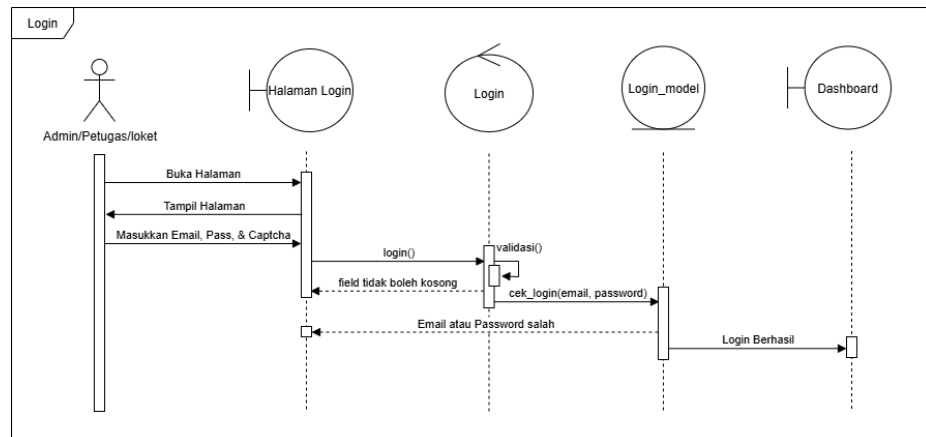 Login
Admin/Petugas/loket
Halaman Login
Login
Login_model
Dashboard
Buka Halaman
Tampil Halaman
Masukkan Email, Pass, & Captcha
login()
validasi()
field tidak boleh kosong
cek_login(email, password)
Email atau Password salah
Login Berhasil